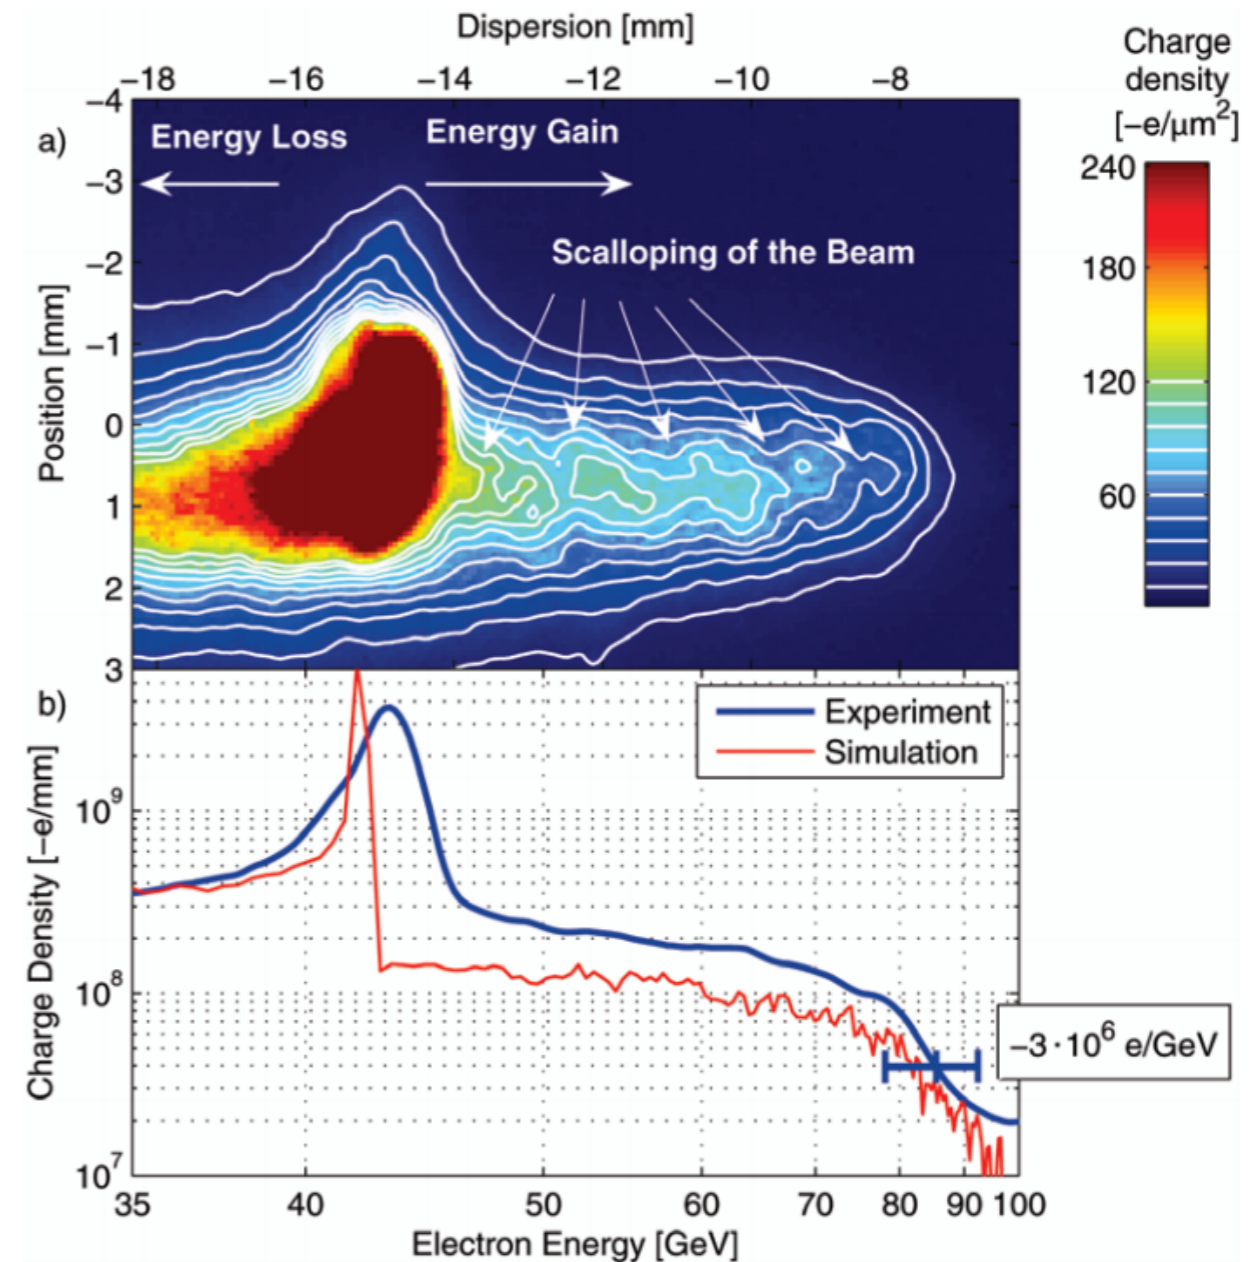 Dispersion [mm]
−18 −16 −14 −12 −10 −8
Charge
density
[−e/µm²]
a)
Energy Loss
Energy Gain
Scalloping of the Beam
Position [mm]
−4
−3
−2
−1
0
1
2
3
240
180
120
60
b)
Experiment
Simulation
Charge Density [−e/mm]
10⁹
10⁸
10⁷
−3·10⁶ e/GeV
35 40 50 60 70 80 90 100
Electron Energy [GeV]